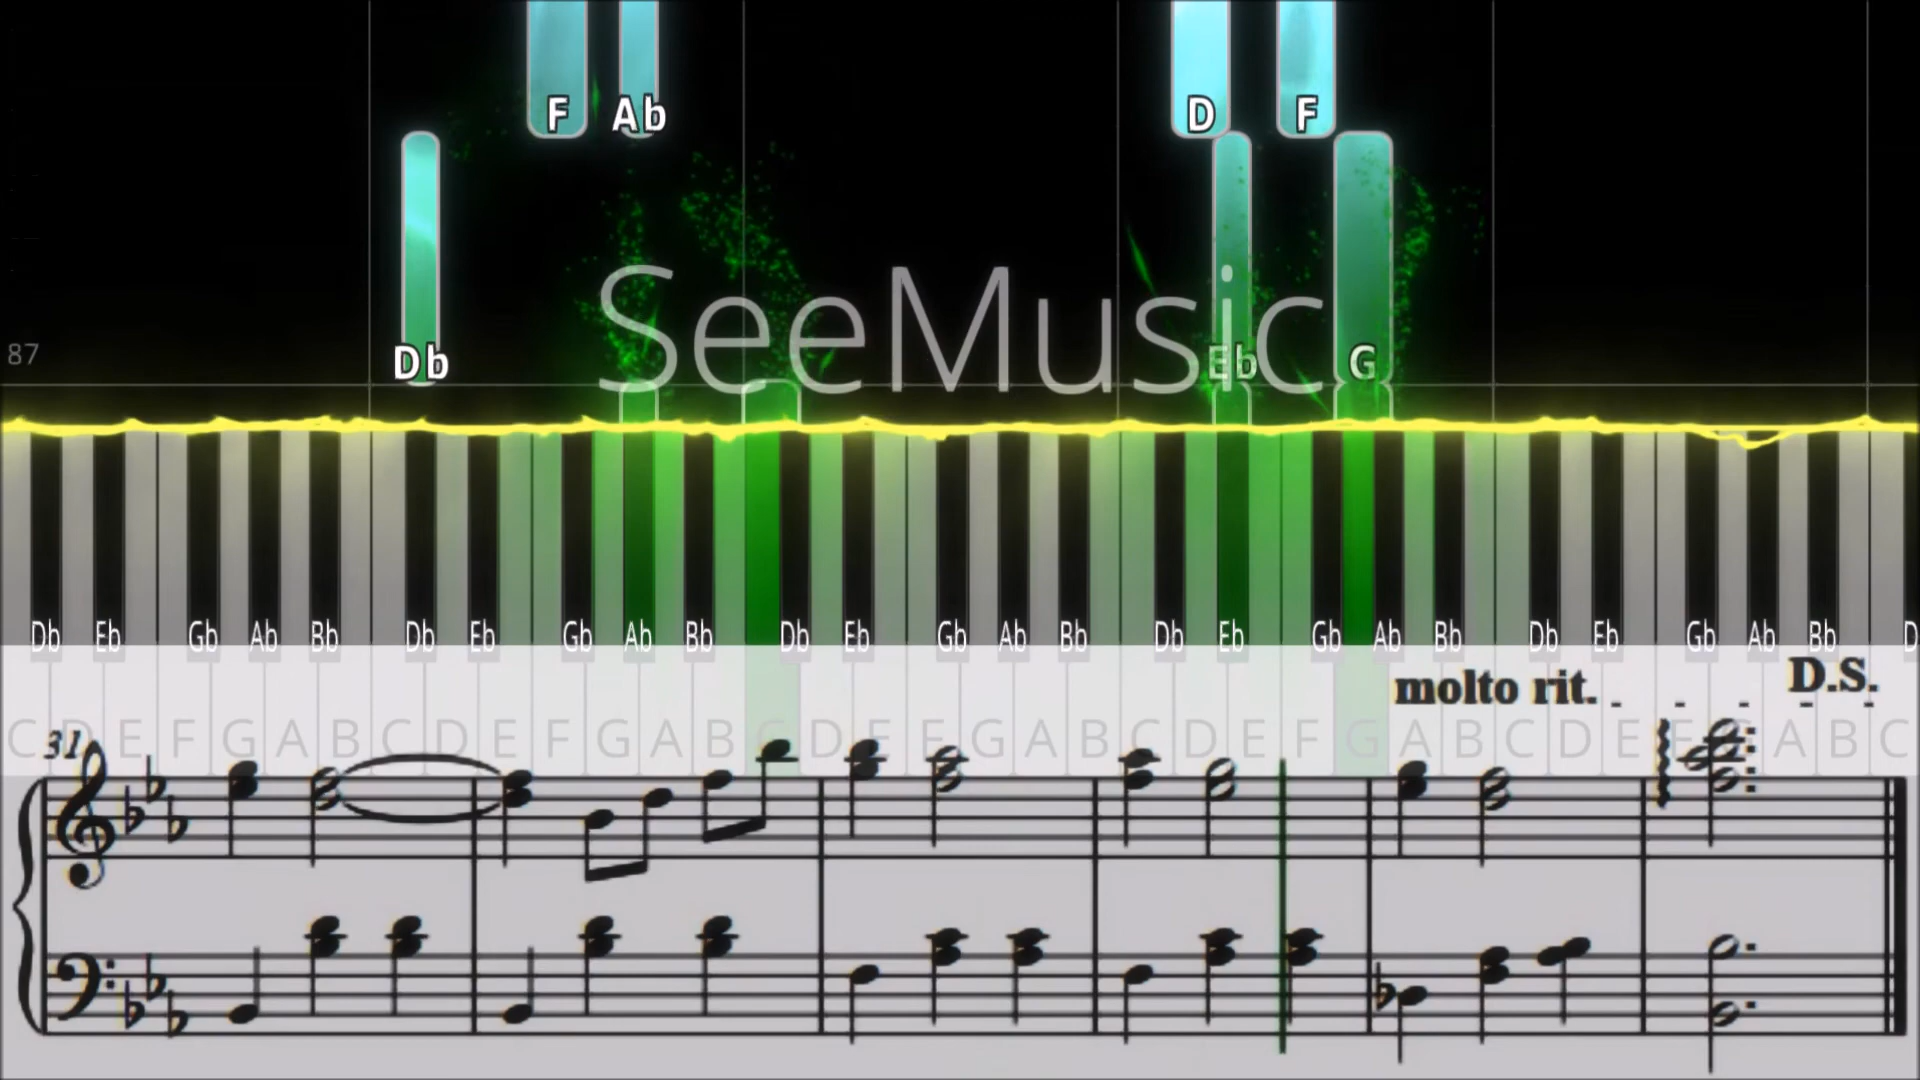 F Ab D F
Db Eb G
SeeMusic
87
Db Eb Gb Ab Bb Db Eb Gb Ab Bb Db Eb Gb Ab Bb Db Eb Gb Ab Bb Db Eb Gb Ab Bb D
molto rit. D.S.
C D E F G A B C D E F G A B C D E F G A B C D E F G A B C D E F G A B C
31